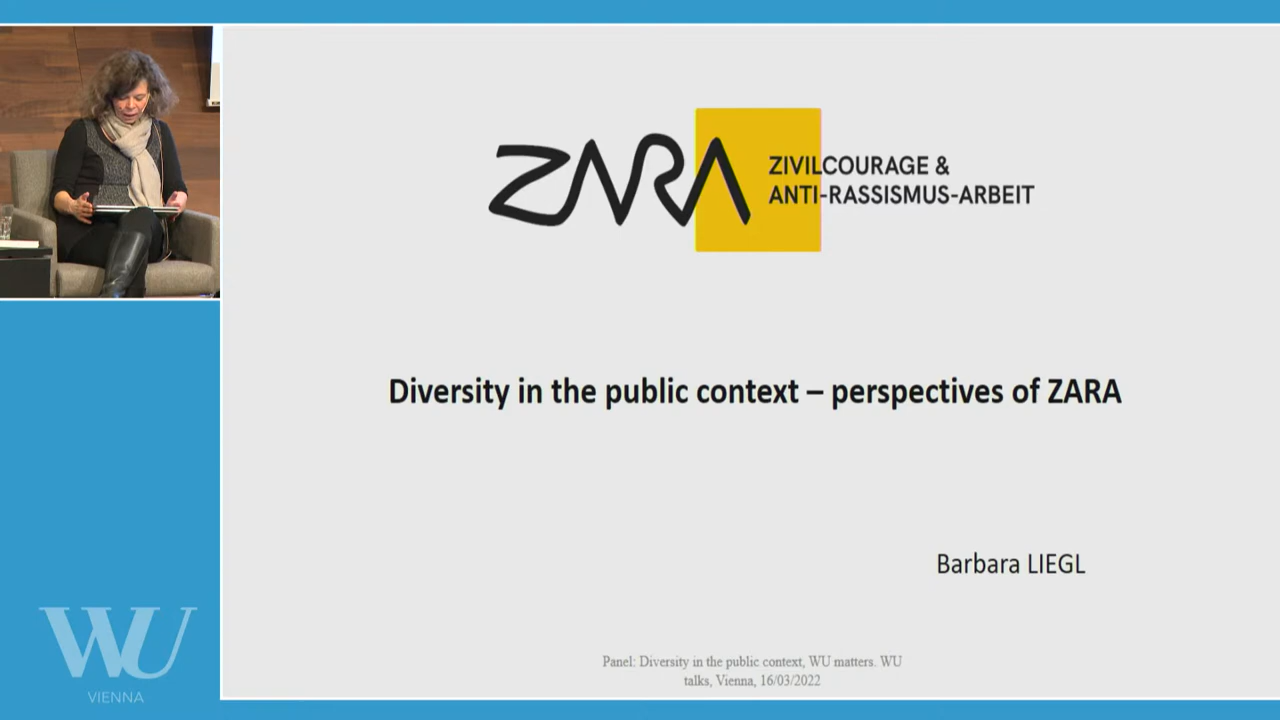 ZARA
ZIVILCOURAGE &
ANTI-RASSISMUS-ARBEIT
Diversity in the public context – perspectives of ZARA
Barbara LIEGL
Panel: Diversity in the public context, WU matters. WU
talks, Vienna, 16/03/2022
WU
VIENNA